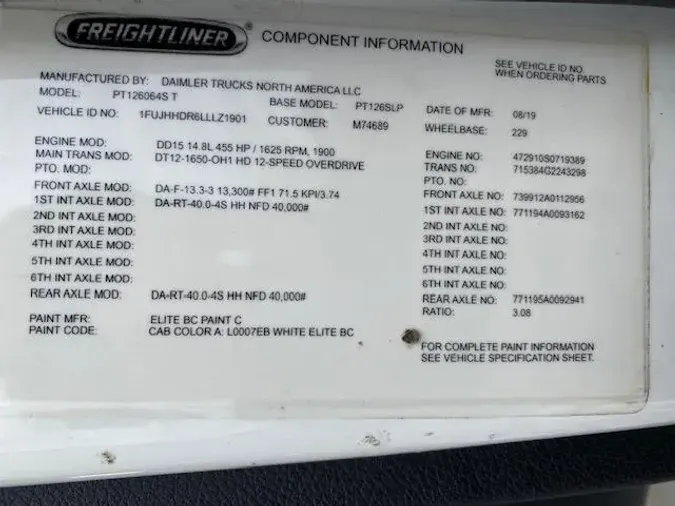 FREIGHTLINER COMPONENT INFORMATION
SEE VEHICLE ID NO.
WHEN ORDERING PARTS
MANUFACTURED BY: DAIMLER TRUCKS NORTH AMERICA LLC
MODEL: PT126064S T BASE MODEL: PT126SLP DATE OF MFR: 08/19
VEHICLE ID NO: 1FUJHHDR6LLLZ1901 CUSTOMER: M74689 WHEELBASE: 229
ENGINE MOD: DD15 14.8L 455 HP / 1625 RPM, 1900 ENGINE NO: 472910S0719389
MAIN TRANS MOD: DT12-1650-OH1 HD 12-SPEED OVERDRIVE TRANS NO: 715384G2243298
PTO. MOD: PTO. NO:
FRONT AXLE MOD: DA-F-13.3-3 13,300# FF1 71.5 KPI/3.74 FRONT AXLE NO: 739912A0112956
1ST INT AXLE MOD: DA-RT-40.0-4S HH NFD 40,000# 1ST INT AXLE NO: 771194A0093162
2ND INT AXLE MOD: 2ND INT AXLE NO:
3RD INT AXLE MOD: 3RD INT AXLE NO:
4TH INT AXLE MOD: 4TH INT AXLE NO:
5TH INT AXLE MOD: 5TH INT AXLE NO:
6TH INT AXLE MOD: 6TH INT AXLE NO:
REAR AXLE MOD: DA-RT-40.0-4S HH NFD 40,000# REAR AXLE NO: 771195A0092941
RATIO: 3.08
PAINT MFR: ELITE BC PAINT C
PAINT CODE: CAB COLOR A: L0007EB WHITE ELITE BC
FOR COMPLETE PAINT INFORMATION
SEE VEHICLE SPECIFICATION SHEET.